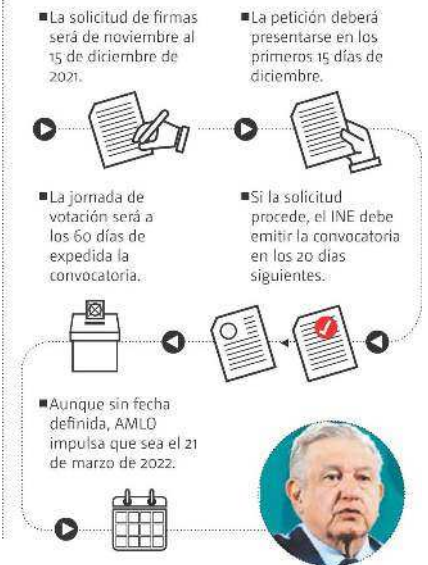 ■La solicitud de firmas
será de noviembre al
15 de diciembre de
2021.
■La petición deberá
presentarse en los
primeros 15 días de
diciembre.
■Si la solicitud
procede, el INE debe
emitir la convocatoria
en los 20 días
siguientes.
■La jornada de
votación será a
los 60 días de
expedida la
convocatoria.
■Aunque sin fecha
definida, AMLO
impulsa que sea el 21
de marzo de 2022.